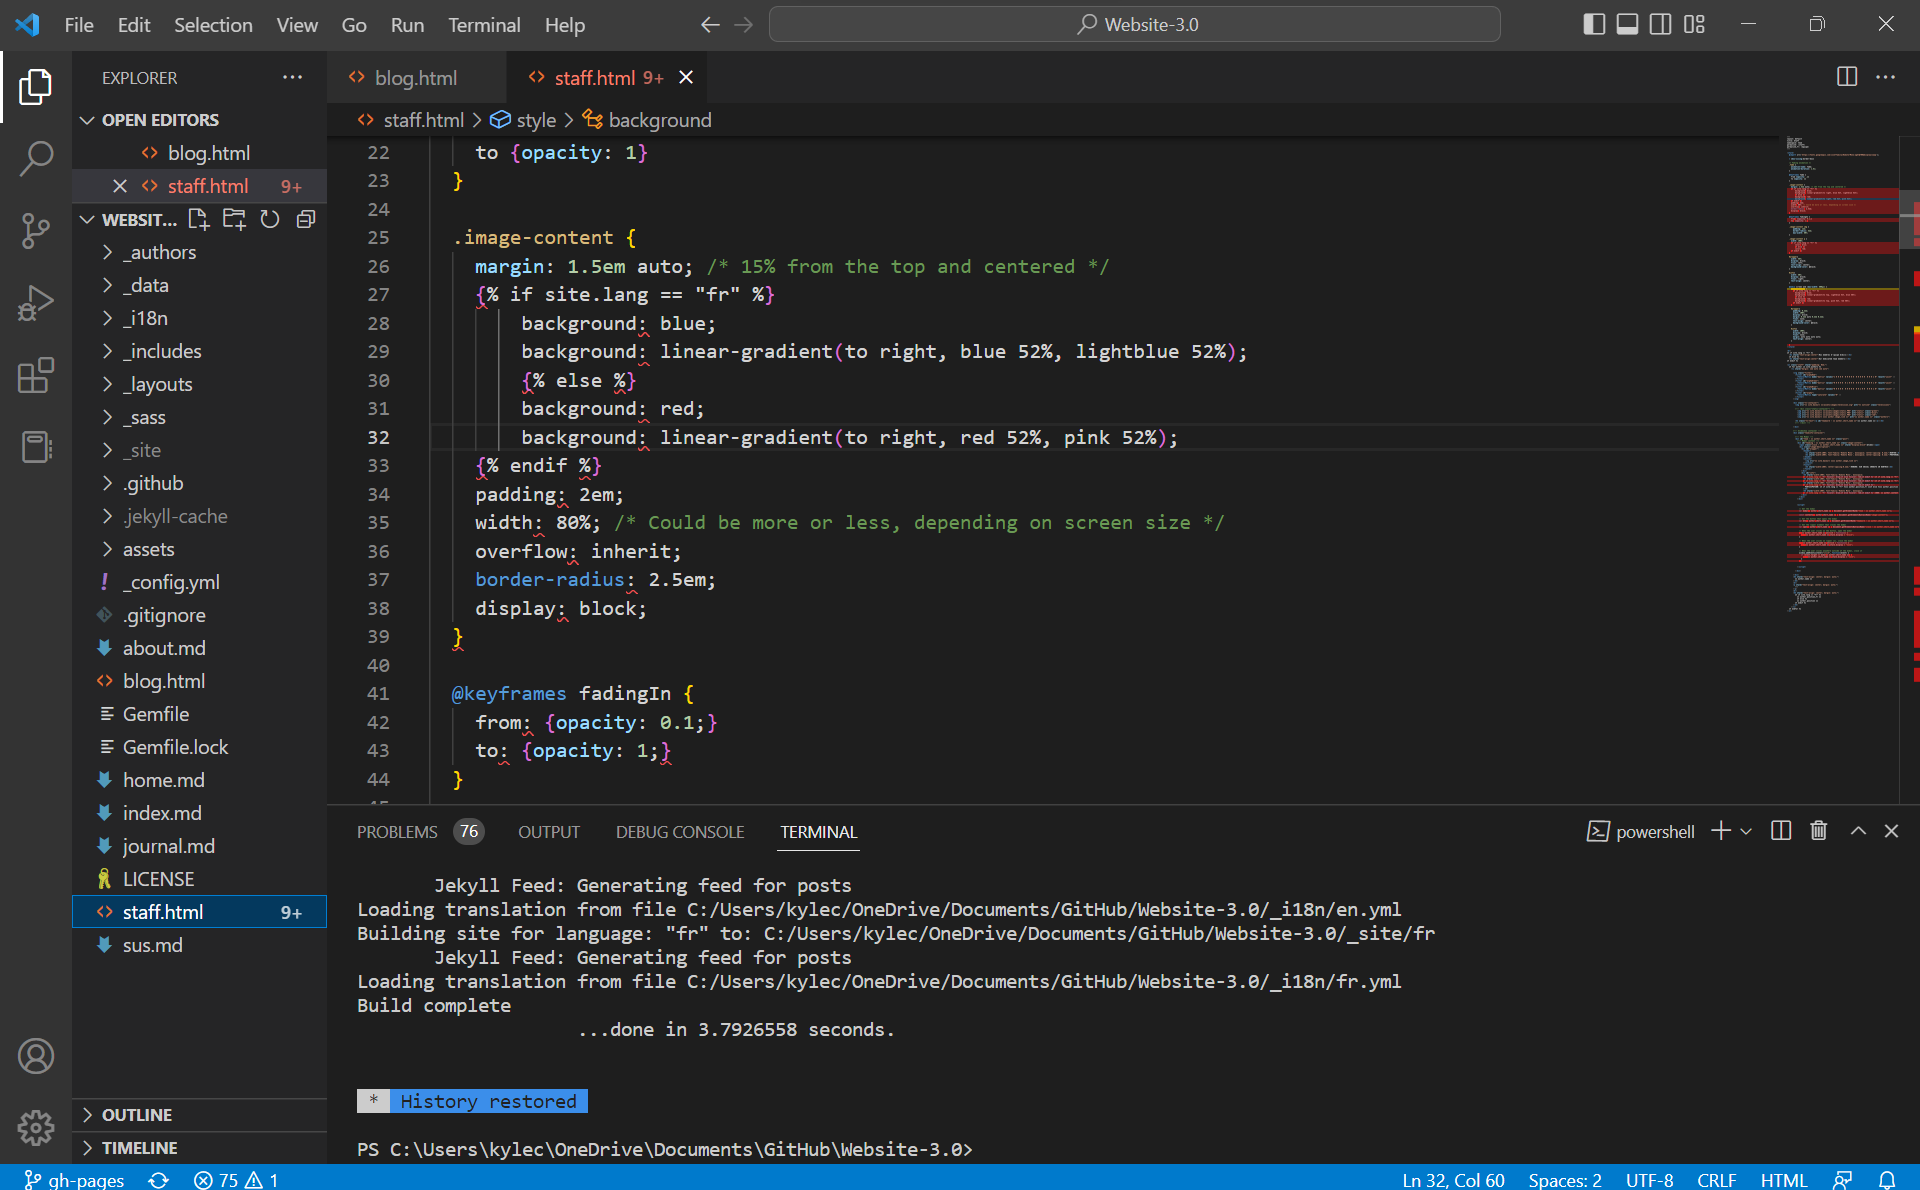 File Edit Selection View Go Run Terminal Help
Website-3.0
EXPLORER
OPEN EDITORS
blog.html
staff.html 9+
WEBSIT...
_authors
_data
_i18n
_includes
_layouts
_sass
_site
.github
.jekyll-cache
assets
_config.yml
.gitignore
about.md
blog.html
Gemfile
Gemfile.lock
home.md
index.md
journal.md
LICENSE
staff.html 9+
sus.md
OUTLINE
TIMELINE
blog.html
staff.html 9+
staff.html > style > background
22 to {opacity: 1}
23 }
24
25 .image-content {
26 margin: 1.5em auto; /* 15% from the top and centered */
27 {% if site.lang == "fr" %}
28 background: blue;
29 background: linear-gradient(to right, blue 52%, lightblue 52%);
30 {% else %}
31 background: red;
32 background: linear-gradient(to right, red 52%, pink 52%);
33 {% endif %}
34 padding: 2em;
35 width: 80%; /* Could be more or less, depending on screen size */
36 overflow: inherit;
37 border-radius: 2.5em;
38 display: block;
39 }
40
41 @keyframes fadingIn {
42 from: {opacity: 0.1;}
43 to: {opacity: 1;}
44 }
PROBLEMS 76 OUTPUT DEBUG CONSOLE TERMINAL
powershell
Jekyll Feed: Generating feed for posts
Loading translation from file C:/Users/kylec/OneDrive/Documents/GitHub/Website-3.0/_i18n/en.yml
Building site for language: "fr" to: C:/Users/kylec/OneDrive/Documents/GitHub/Website-3.0/_site/fr
Jekyll Feed: Generating feed for posts
Loading translation from file C:/Users/kylec/OneDrive/Documents/GitHub/Website-3.0/_i18n/fr.yml
Build complete
...done in 3.7926558 seconds.
* History restored
PS C:\Users\kylec\OneDrive\Documents\GitHub\Website-3.0>
gh-pages 75 1
Ln 32, Col 60 Spaces: 2 UTF-8 CRLF HTML